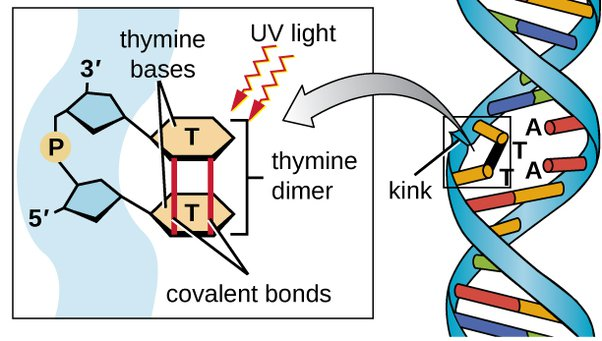 thymine
bases
UV light
3′
P
T
T
5′
thymine
dimer
covalent bonds
kink
A
T
A
T